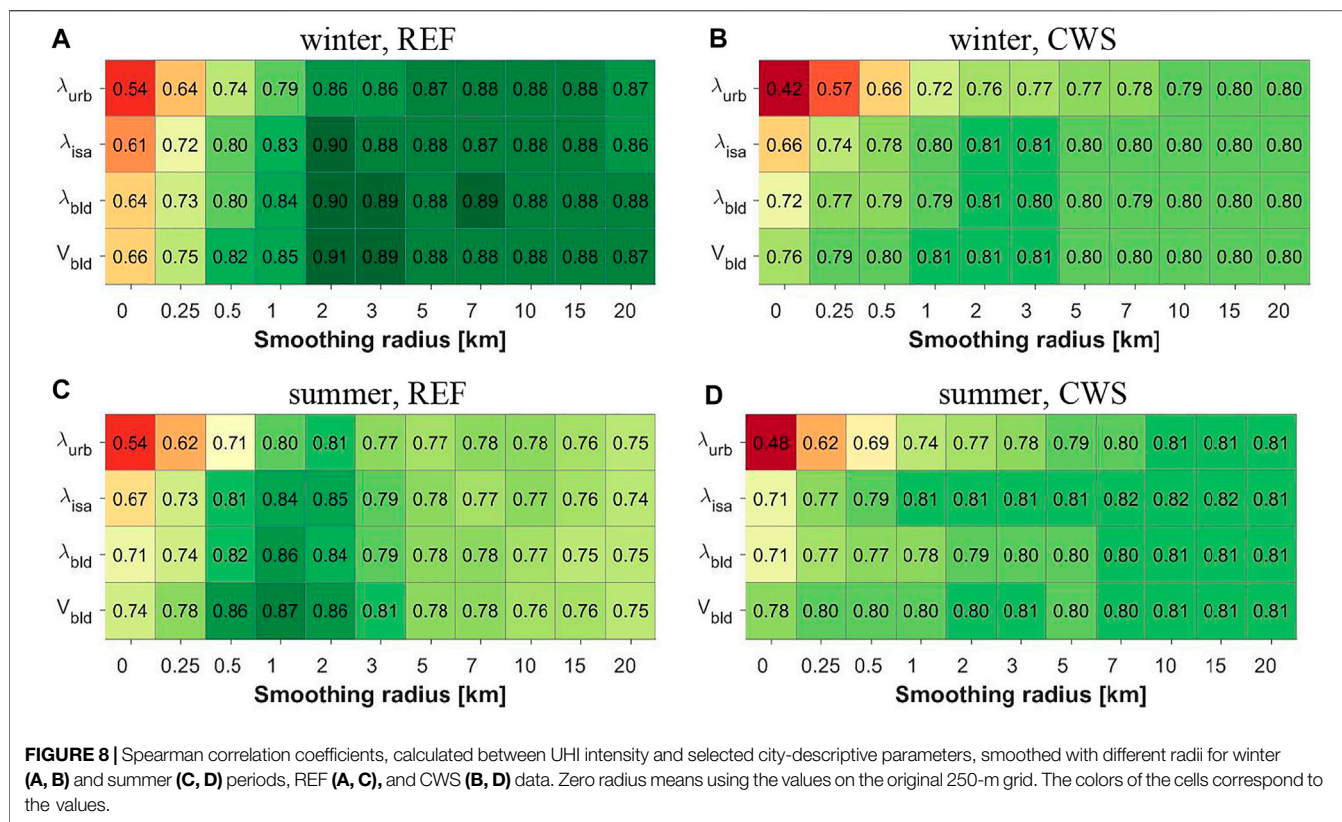 A
winter, REF
λurb 0.54 0.64 0.74 0.79 0.86 0.86 0.87 0.88 0.88 0.88 0.87
λisa 0.61 0.72 0.80 0.83 0.90 0.88 0.88 0.87 0.88 0.88 0.86
λbld 0.64 0.73 0.80 0.84 0.90 0.89 0.88 0.89 0.88 0.88 0.88
Vbld 0.66 0.75 0.82 0.85 0.91 0.89 0.88 0.88 0.88 0.88 0.87
0 0.25 0.5 1 2 3 5 7 10 15 20
Smoothing radius [km]
B
winter, CWS
λurb 0.42 0.57 0.66 0.72 0.76 0.77 0.77 0.78 0.79 0.80 0.80
λisa 0.66 0.74 0.78 0.80 0.81 0.81 0.80 0.80 0.80 0.80 0.80
λbld 0.72 0.77 0.79 0.79 0.81 0.80 0.80 0.79 0.80 0.80 0.80
Vbld 0.76 0.79 0.80 0.81 0.81 0.81 0.80 0.80 0.80 0.80 0.80
0 0.25 0.5 1 2 3 5 7 10 15 20
Smoothing radius [km]
C
summer, REF
λurb 0.54 0.62 0.71 0.80 0.81 0.77 0.77 0.78 0.78 0.76 0.75
λisa 0.67 0.73 0.81 0.84 0.85 0.79 0.78 0.77 0.77 0.76 0.74
λbld 0.71 0.74 0.82 0.86 0.84 0.79 0.78 0.78 0.77 0.75 0.75
Vbld 0.74 0.78 0.86 0.87 0.86 0.81 0.78 0.78 0.76 0.76 0.75
0 0.25 0.5 1 2 3 5 7 10 15 20
Smoothing radius [km]
D
summer, CWS
λurb 0.48 0.62 0.69 0.74 0.77 0.78 0.79 0.80 0.81 0.81 0.81
λisa 0.71 0.77 0.79 0.81 0.81 0.81 0.81 0.82 0.82 0.82 0.81
λbld 0.71 0.77 0.77 0.78 0.79 0.80 0.80 0.80 0.81 0.81 0.81
Vbld 0.78 0.80 0.80 0.80 0.80 0.81 0.80 0.81 0.81 0.81 0.81
0 0.25 0.5 1 2 3 5 7 10 15 20
Smoothing radius [km]
FIGURE 8 | Spearman correlation coefficients, calculated between UHI intensity and selected city-descriptive parameters, smoothed with different radii for winter
(A, B) and summer (C, D) periods, REF (A, C), and CWS (B, D) data. Zero radius means using the values on the original 250-m grid. The colors of the cells correspond to
the values.